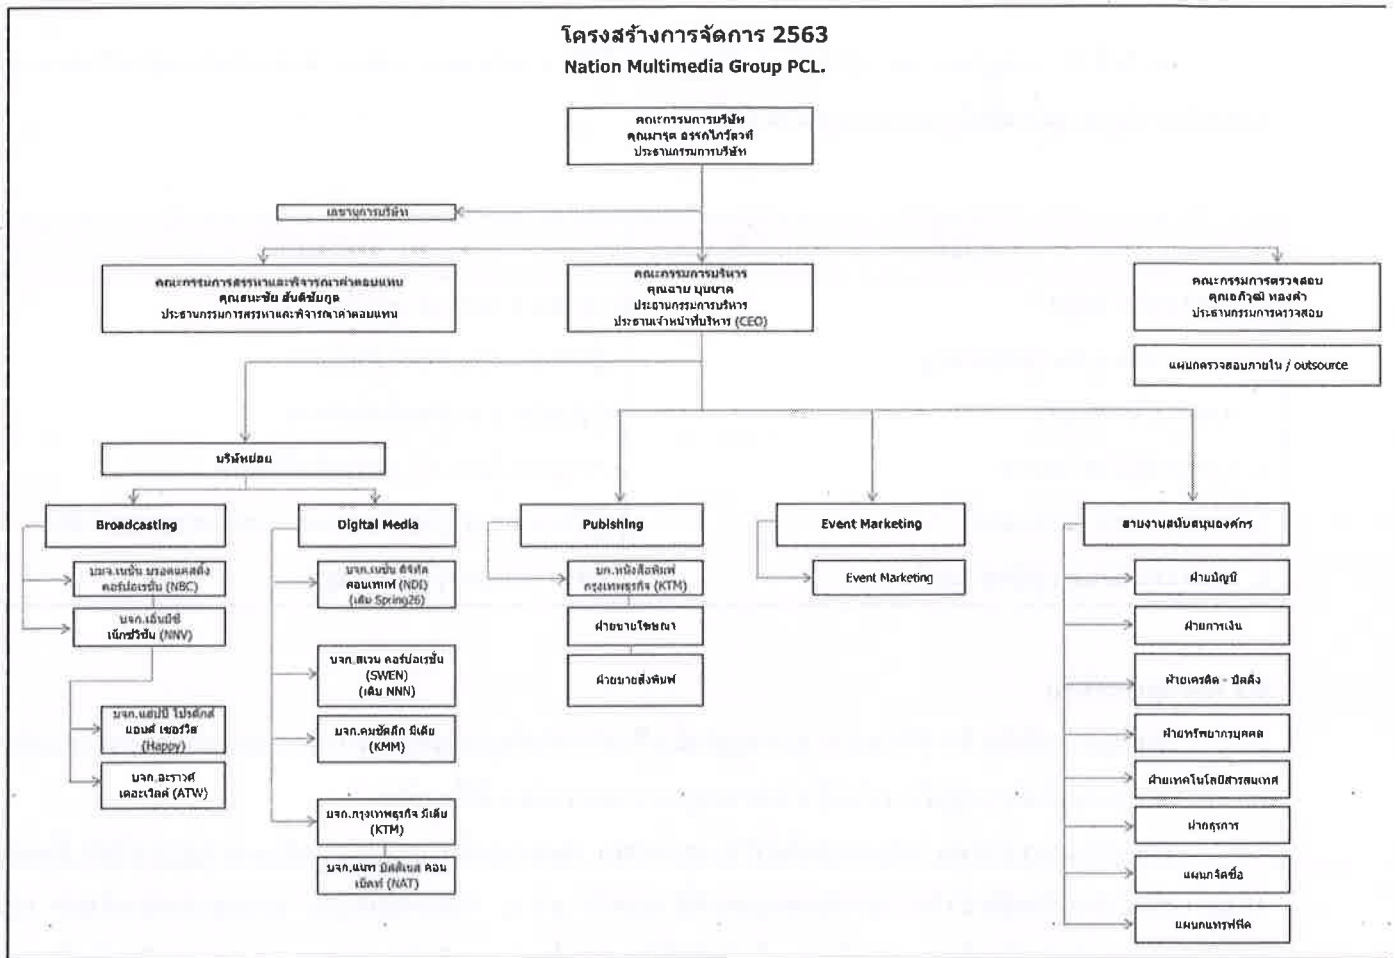 โครงสร้างการจัดการ 2563
Nation Multimedia Group PCL.
คณะกรรมการบริษัท
คุณมารุต อรรถไกวัลวที
ประธานกรรมการบริษัท
เลขานุการบริษัท
คณะกรรมการสรรหาและพิจารณาค่าตอบแทน
คุณธนะชัย สันติชัยกูล
ประธานกรรมการสรรหาและพิจารณาค่าตอบแทน
คณะกรรมการบริหาร
คุณฉาย บุนนาค
ประธานกรรมการบริหาร
ประธานเจ้าหน้าที่บริหาร (CEO)
คณะกรรมการตรวจสอบ
คุณอภิวุฒิ ทองคำ
ประธานกรรมการตรวจสอบ
แผนกตรวจสอบภายใน / outsource
บริษัทย่อย
Broadcasting
บมจ.เนชั่น บรอดแคสติ้ง
คอร์ปอเรชั่น (NBC)
บจก.เอ็นบีซี
เน็กซ์วิชั่น (NNV)
บจก.แฮปปี้ โปรดักส์
แอนด์ เซอร์วิส
(Happy)
บจก.อะราวด์
เดอะเวิลด์ (ATW)
Digital Media
บจก.เนชั่น ดิจิทัล
คอนเทนท์ (NDI)
(เดิม Spring26)
บจก.สเวน คอร์ปอเรชั่น
(SWEN)
(เดิม NNN)
บจก.คมชัดลึก มีเดีย
(KMM)
บจก.กรุงเทพธุรกิจ มีเดีย
(KTM)
บจก.แนท บิสสิเนส คอน
เน็คท์ (NAT)
Pubishing
บก.หนังสือพิมพ์
กรุงเทพธุรกิจ (KTM)
ฝ่ายขายโฆษณา
ฝ่ายขายสิ่งพิมพ์
Event Marketing
Event Marketing
สายงานสนับสนุนองค์กร
ฝ่ายบัญชี
ฝ่ายการเงิน
ฝ่ายเครดิต - บิลลิ่ง
ฝ่ายทรัพยากรบุคคล
ฝ่ายเทคโนโลยีสารสนเทศ
ฝ่ายธุรการ
แผนกจัดซื้อ
แผนกแทรฟฟิค